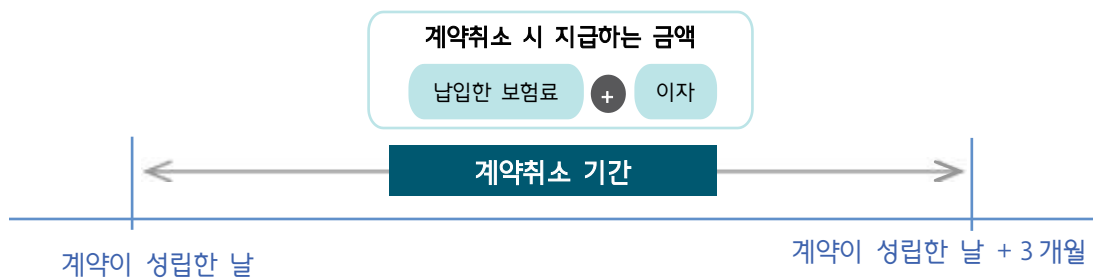 계약취소 시 지급하는 금액
납입한 보험료 + 이자
계약취소 기간
계약이 성립한 날
계약이 성립한 날 + 3개월